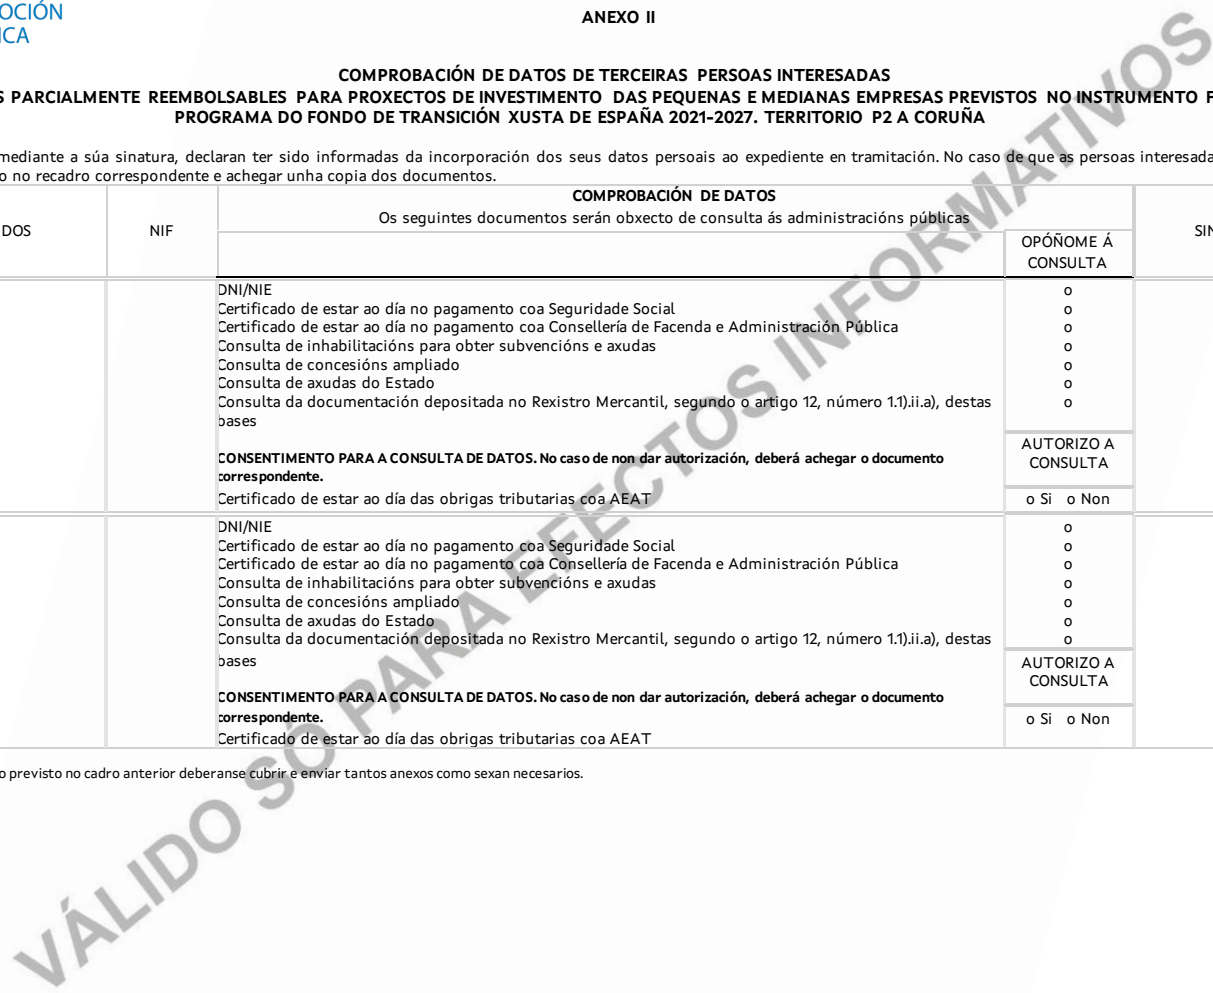 OCIÓN
ICA
ANEXO II
COMPROBACIÓN DE DATOS DE TERCEIRAS PERSOAS INTERESADAS
S PARCIALMENTE REEMBOLSABLES PARA PROXECTOS DE INVESTIMENTO DAS PEQUENAS E MEDIANAS EMPRESAS PREVISTOS NO INSTRUMENTO F
PROGRAMA DO FONDO DE TRANSICIÓN XUSTA DE ESPAÑA 2021-2027. TERRITORIO P2 A CORUÑA
mediante a súa sinatura, declaran ter sido informadas da incorporación dos seus datos persoais ao expediente en tramitación. No caso de que as persoas interesada
o no recadro correspondente e achegar unha copia dos documentos.
DOS
NIF
COMPROBACIÓN DE DATOS
Os seguintes documentos serán obxecto de consulta ás administracións públicas
SIN
OPÓÑOME Á
CONSULTA
DNI/NIE o
Certificado de estar ao día no pagamento coa Seguridade Social o
Certificado de estar ao día no pagamento coa Consellería de Facenda e Administración Pública o
Consulta de inhabilitacións para obter subvencións e axudas o
Consulta de concesións ampliado o
Consulta de axudas do Estado o
Consulta da documentación depositada no Rexistro Mercantil, segundo o artigo 12, número 1.1).ii.a), destas o
bases
AUTORIZO A
CONSULTA
CONSENTIMENTO PARA A CONSULTA DE DATOS. No caso de non dar autorización, deberá achegar o documento
correspondente.
Certificado de estar ao día das obrigas tributarias coa AEAT o Si o Non
DNI/NIE o
Certificado de estar ao día no pagamento coa Seguridade Social o
Certificado de estar ao día no pagamento coa Consellería de Facenda e Administración Pública o
Consulta de inhabilitacións para obter subvencións e axudas o
Consulta de concesións ampliado o
Consulta de axudas do Estado o
Consulta da documentación depositada no Rexistro Mercantil, segundo o artigo 12, número 1.1).ii.a), destas o
bases
AUTORIZO A
CONSULTA
CONSENTIMENTO PARA A CONSULTA DE DATOS. No caso de non dar autorización, deberá achegar o documento
correspondente.
o Si o Non
Certificado de estar ao día das obrigas tributarias coa AEAT
o previsto no cadro anterior deberanse cubrir e enviar tantos anexos como sexan necesarios.
VÁLIDO SÓ PARA EFECTOS INFORMATIVOS